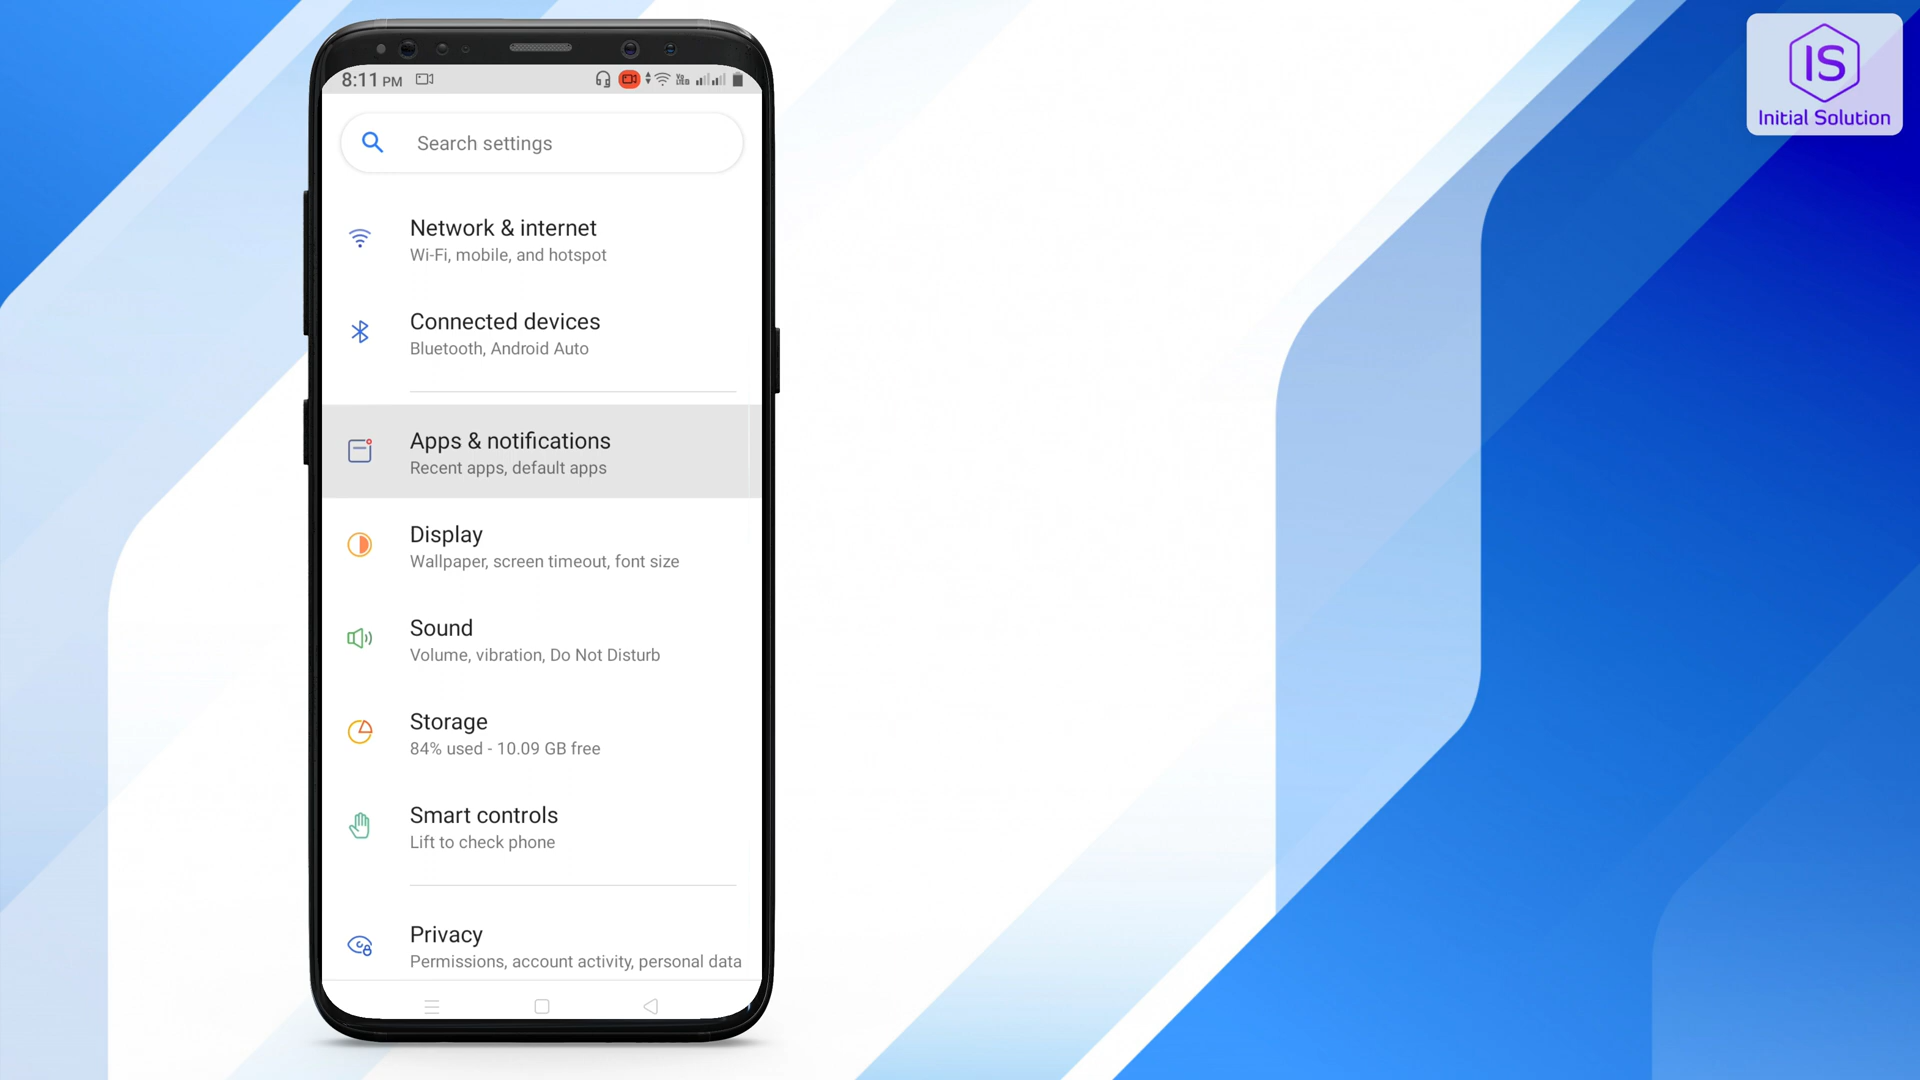 8:11 PM
Search settings
Network & internet
Wi-Fi, mobile, and hotspot
Connected devices
Bluetooth, Android Auto
Apps & notifications
Recent apps, default apps
Display
Wallpaper, screen timeout, font size
Sound
Volume, vibration, Do Not Disturb
Storage
84% used - 10.09 GB free
Smart controls
Lift to check phone
Privacy
Permissions, account activity, personal data
IS
Initial Solution